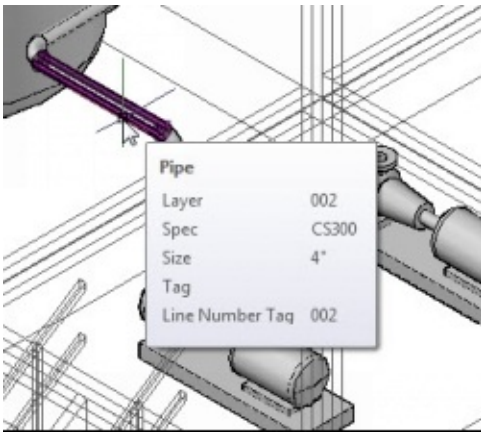 Pipe
Layer 002
Spec CS300
Size 4"
Tag
Line Number Tag 002